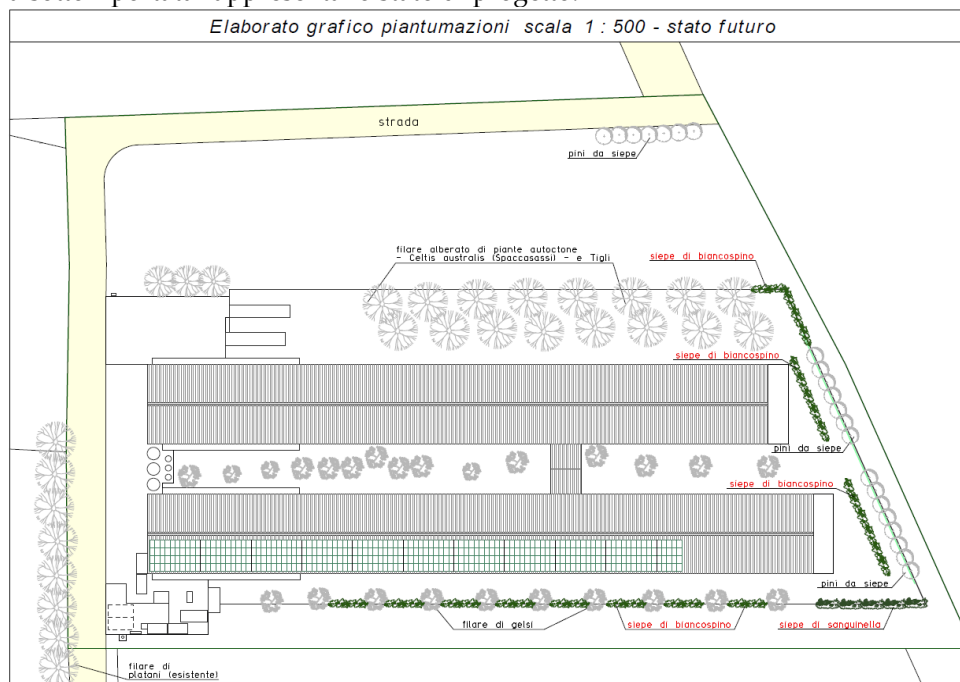 Elaborato grafico piantumazioni scala 1 : 500 - stato futuro
strada
pini da siepe
filare alberato di piante autoctone
- Celtis australis (Spaccasassi) - e Tigli
siepe di biancospino
siepe di biancospino
pini da siepe
siepe di biancospino
pini da siepe
filare di gelsi
siepe di biancospino
siepe di sanguinella
filare di
platani (esistente)